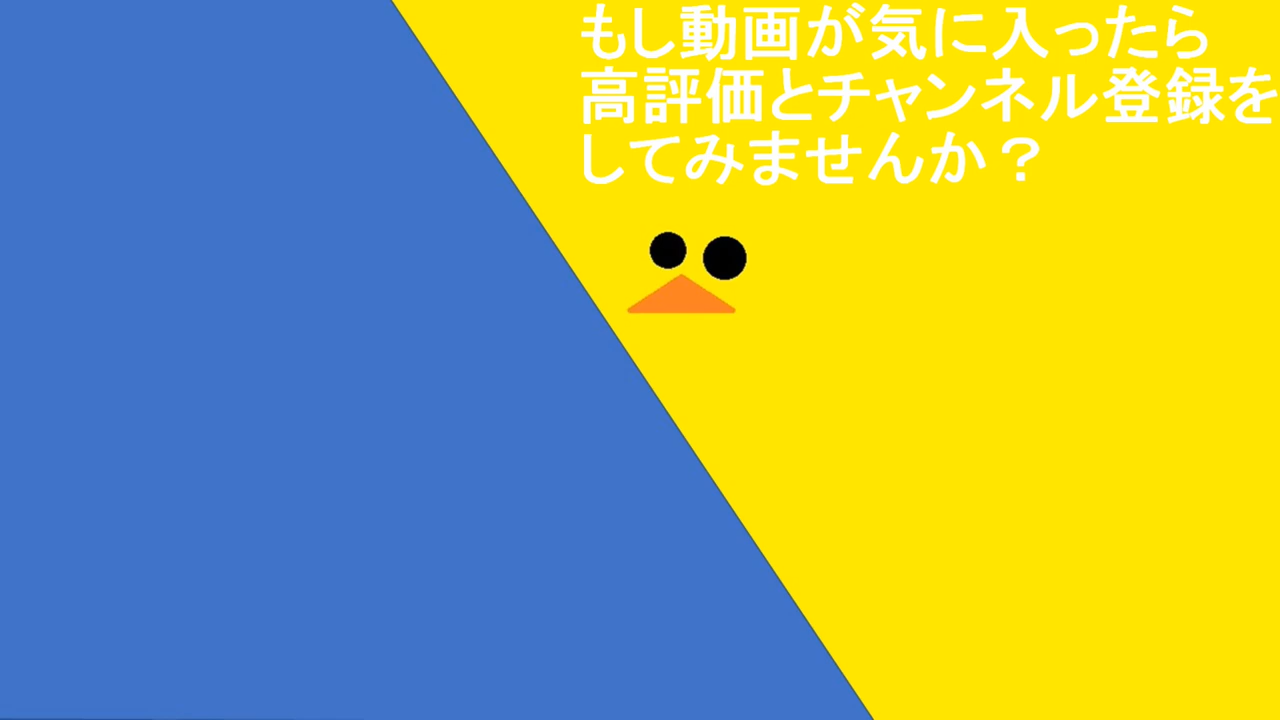 もし動画が気に入ったら
高評価とチャンネル登録を
してみませんか？